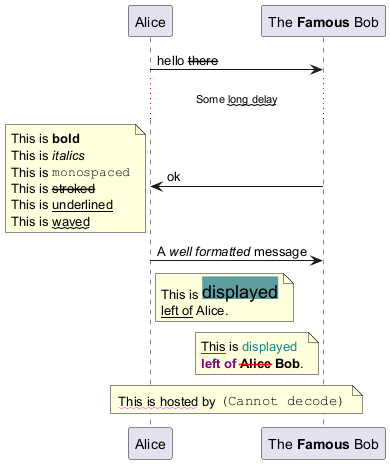 Alice
The Famous Bob
hello there
Some long delay
This is bold
This is italics
This is monospaced
This is stroked
This is underlined
This is waved
ok
A well formatted message
This is displayed
left of Alice.
This is displayed
left of Alice Bob.
This is hosted by (Cannot decode)
Alice
The Famous Bob